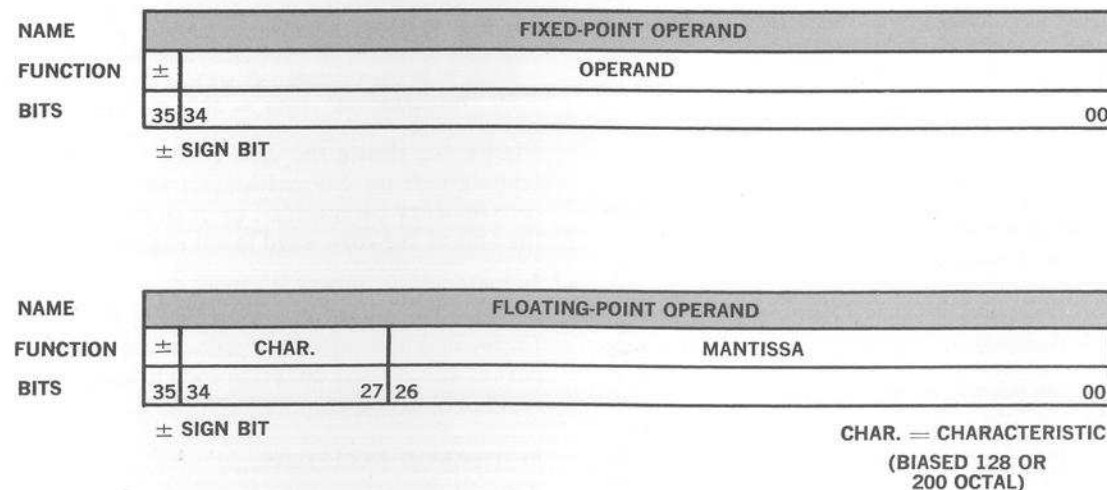 NAME FIXED-POINT OPERAND
FUNCTION ± OPERAND
BITS 35 34 00
± SIGN BIT
NAME FLOATING-POINT OPERAND
FUNCTION ± CHAR. MANTISSA
BITS 35 34 27 26 00
± SIGN BIT
CHAR. = CHARACTERISTIC
(BIASED 128 OR
200 OCTAL)